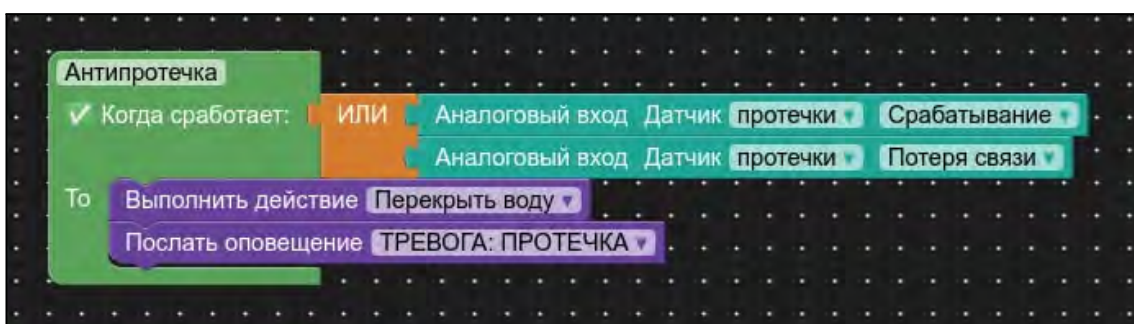 Антипротечка
Когда сработает: ИЛИ Аналоговый вход Датчик протечки Срабатывание
Аналоговый вход Датчик протечки Потеря связи
То Выполнить действие Перекрыть воду
Послать оповещение ТРЕВОГА: ПРОТЕЧКА